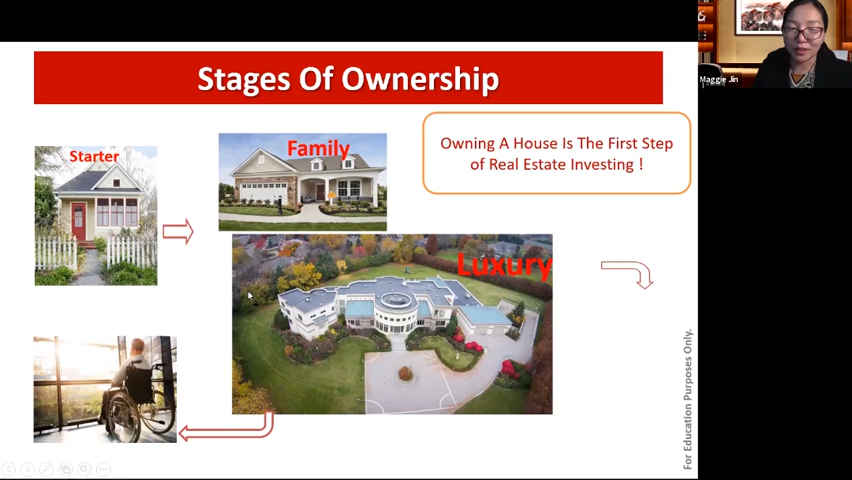 Stages Of Ownership
Maggie Jin
Starter
Family
Owning A House Is The First Step
of Real Estate Investing !
Luxury
For Education Purposes Only.